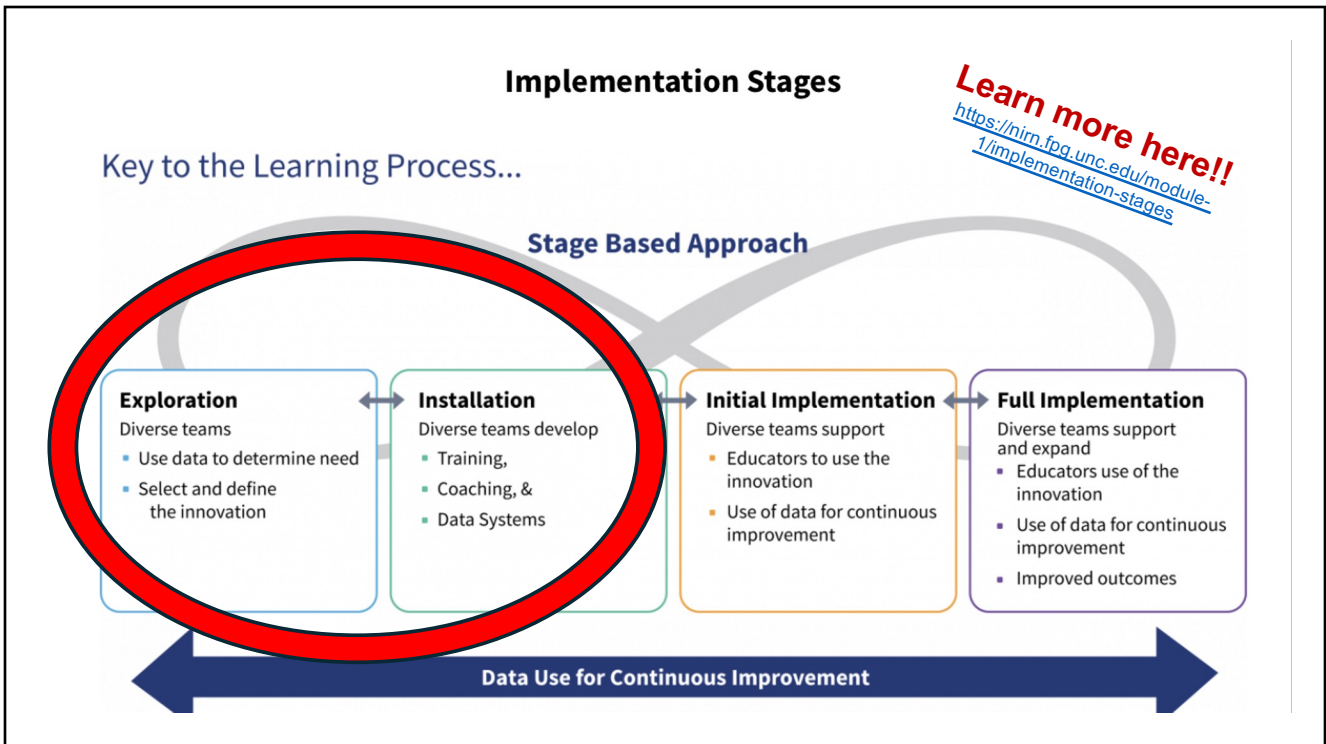 Implementation Stages
Learn more here!!
https://nirn.fpg.unc.edu/module-
1/implementation-stages
Key to the Learning Process...
Stage Based Approach
Exploration
Diverse teams
▪ Use data to determine need
▪ Select and define
the innovation
Installation
Diverse teams develop
▪ Training,
▪ Coaching, &
▪ Data Systems
Initial Implementation
Diverse teams support
▪ Educators to use the
innovation
▪ Use of data for continuous
improvement
Full Implementation
Diverse teams support
and expand
▪ Educators use of the
innovation
▪ Use of data for continuous
improvement
▪ Improved outcomes
Data Use for Continuous Improvement